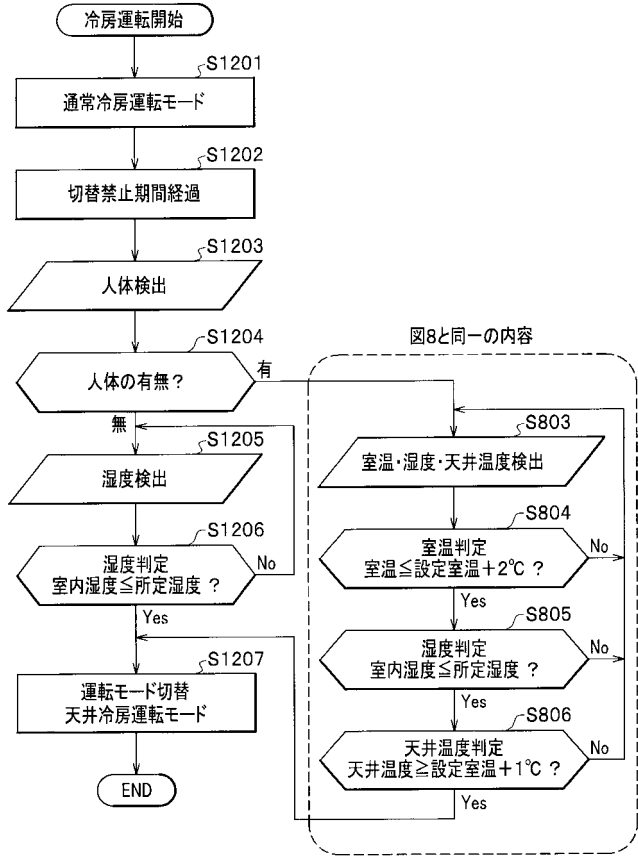 冷房運転開始
S1201
通常冷房運転モード
S1202
切替禁止期間経過
S1203
人体検出
S1204
人体の有無?
有
無
S1205
湿度検出
S1206
湿度判定
室内湿度≦所定湿度 ?
No
Yes
S1207
運転モード切替
天井冷房運転モード
END
図8と同一の内容
S803
室温・湿度・天井温度検出
S804
室温判定
室温≦設定室温+2℃ ?
No
Yes
S805
湿度判定
室内湿度≦所定湿度 ?
No
Yes
S806
天井温度判定
天井温度≧設定室温+1℃ ?
No
Yes